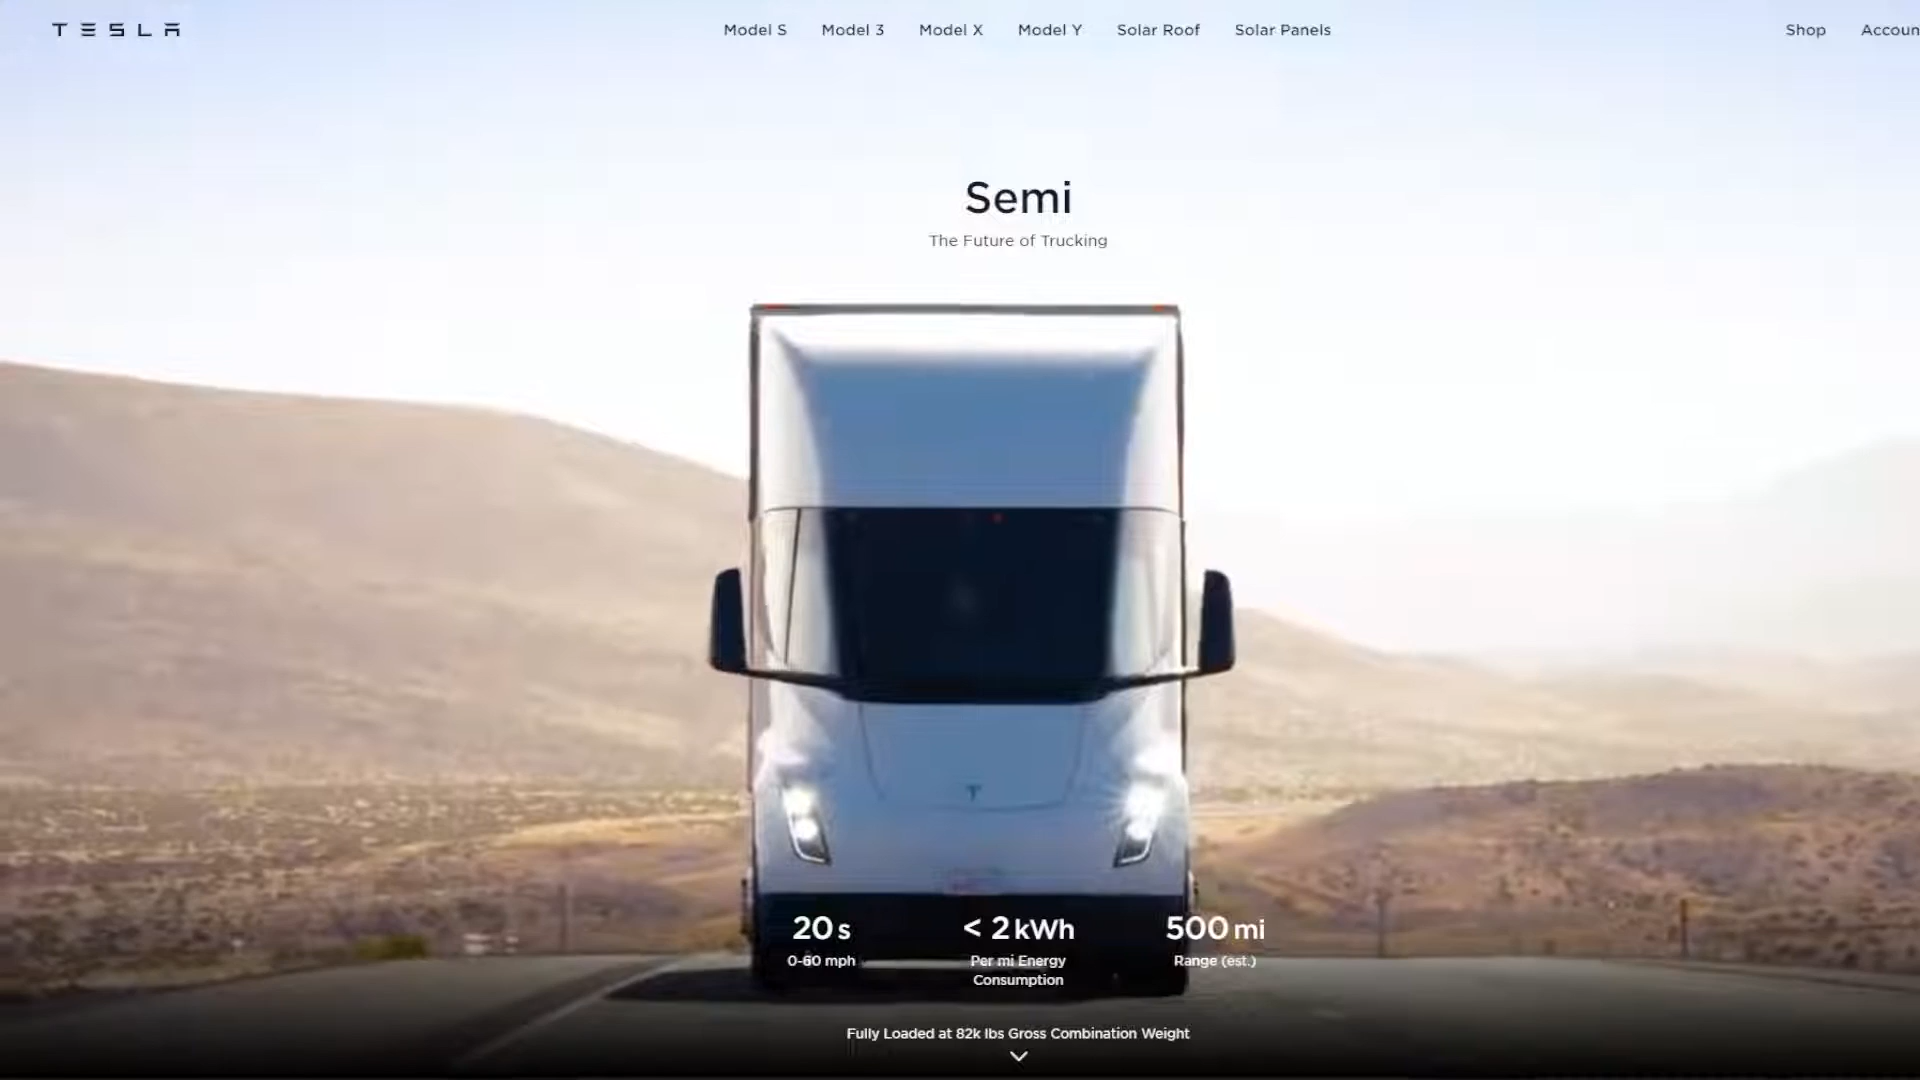 TESLA
Model S
Model 3
Model X
Model Y
Solar Roof
Solar Panels
Shop
Accoun
Semi
The Future of Trucking
20 s
0-60 mph
< 2 kWh
Per mi Energy
Consumption
500 mi
Range (est.)
Fully Loaded at 82k lbs Gross Combination Weight